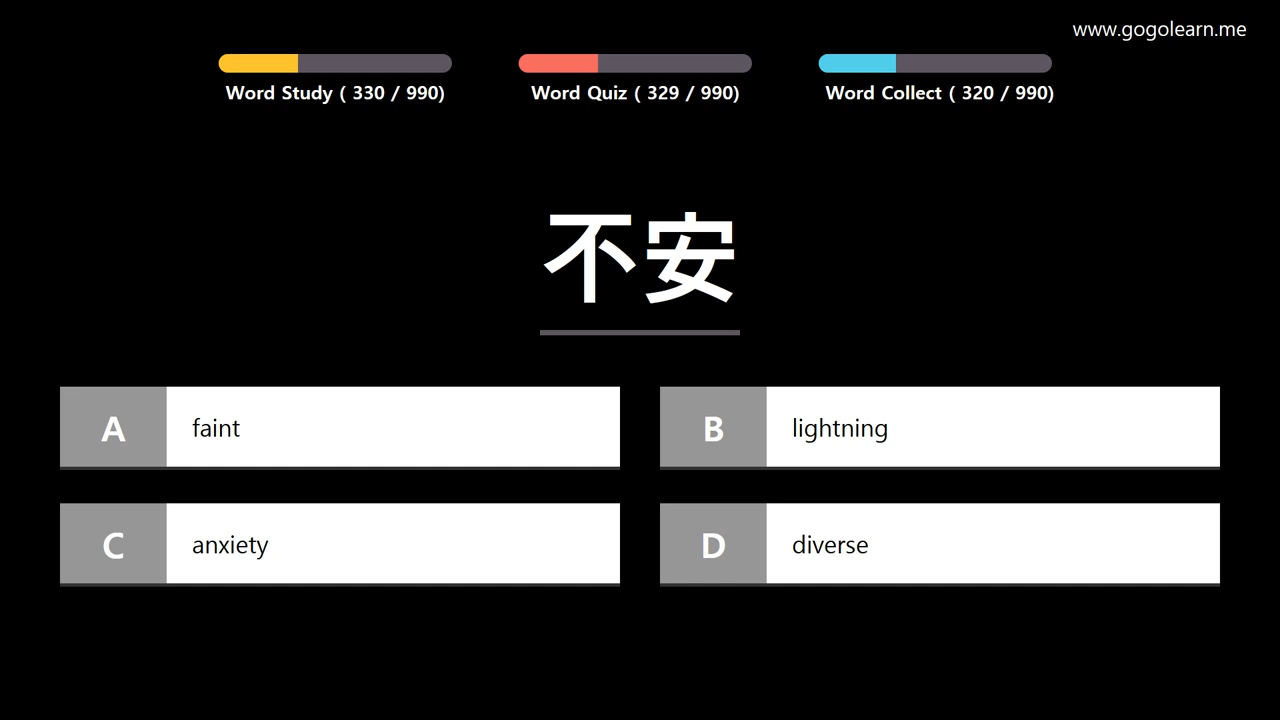 www.gogolearn.me
Word Study ( 330 / 990)
Word Quiz ( 329 / 990)
Word Collect ( 320 / 990)
不安
A faint
B lightning
C anxiety
D diverse